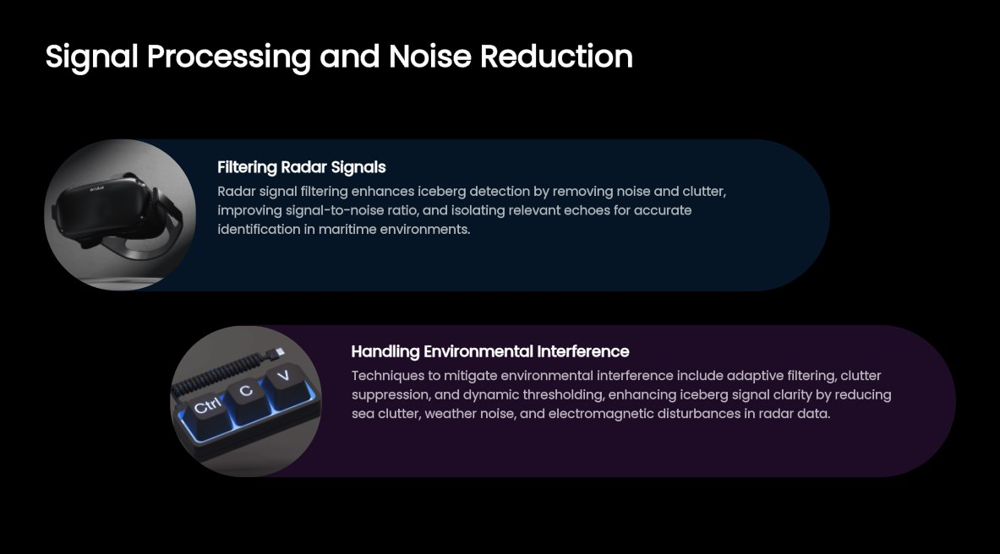 Signal Processing and Noise Reduction
oculus
Filtering Radar Signals
Radar signal filtering enhances iceberg detection by removing noise and clutter,
improving signal-to-noise ratio, and isolating relevant echoes for accurate
identification in maritime environments.
Ctrl C V
Handling Environmental Interference
Techniques to mitigate environmental interference include adaptive filtering, clutter
suppression, and dynamic thresholding, enhancing iceberg signal clarity by reducing
sea clutter, weather noise, and electromagnetic disturbances in radar data.